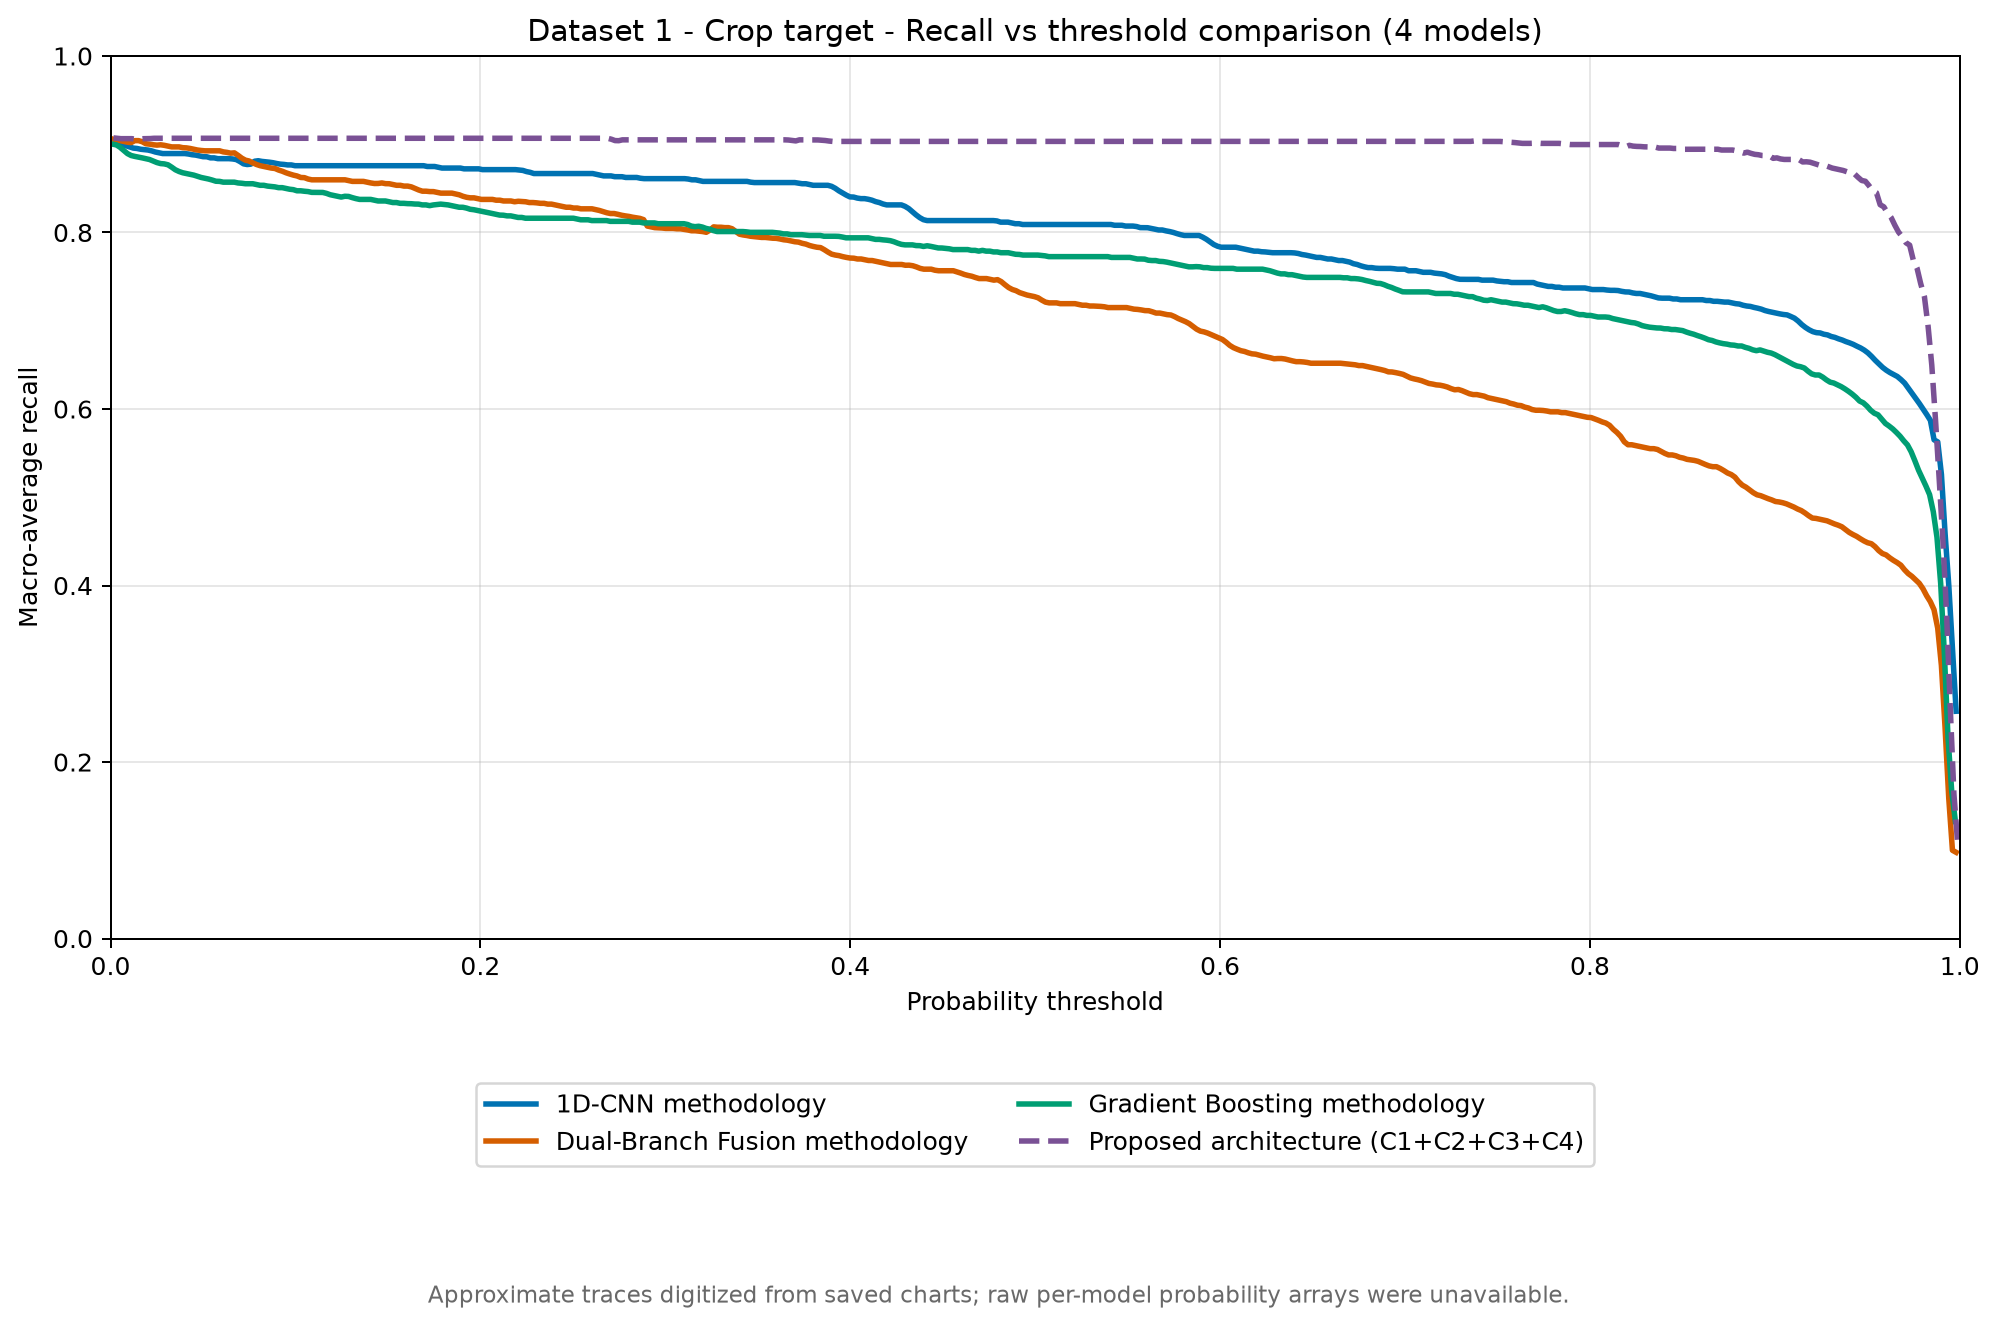 Dataset 1 - Crop target - Recall vs threshold comparison (4 models)
1.0
0.8
0.6
0.4
0.2
0.0
Macro-average recall
0.0 0.2 0.4 0.6 0.8 1.0
Probability threshold
1D-CNN methodology
Dual-Branch Fusion methodology
Gradient Boosting methodology
Proposed architecture (C1+C2+C3+C4)
Approximate traces digitized from saved charts; raw per-model probability arrays were unavailable.